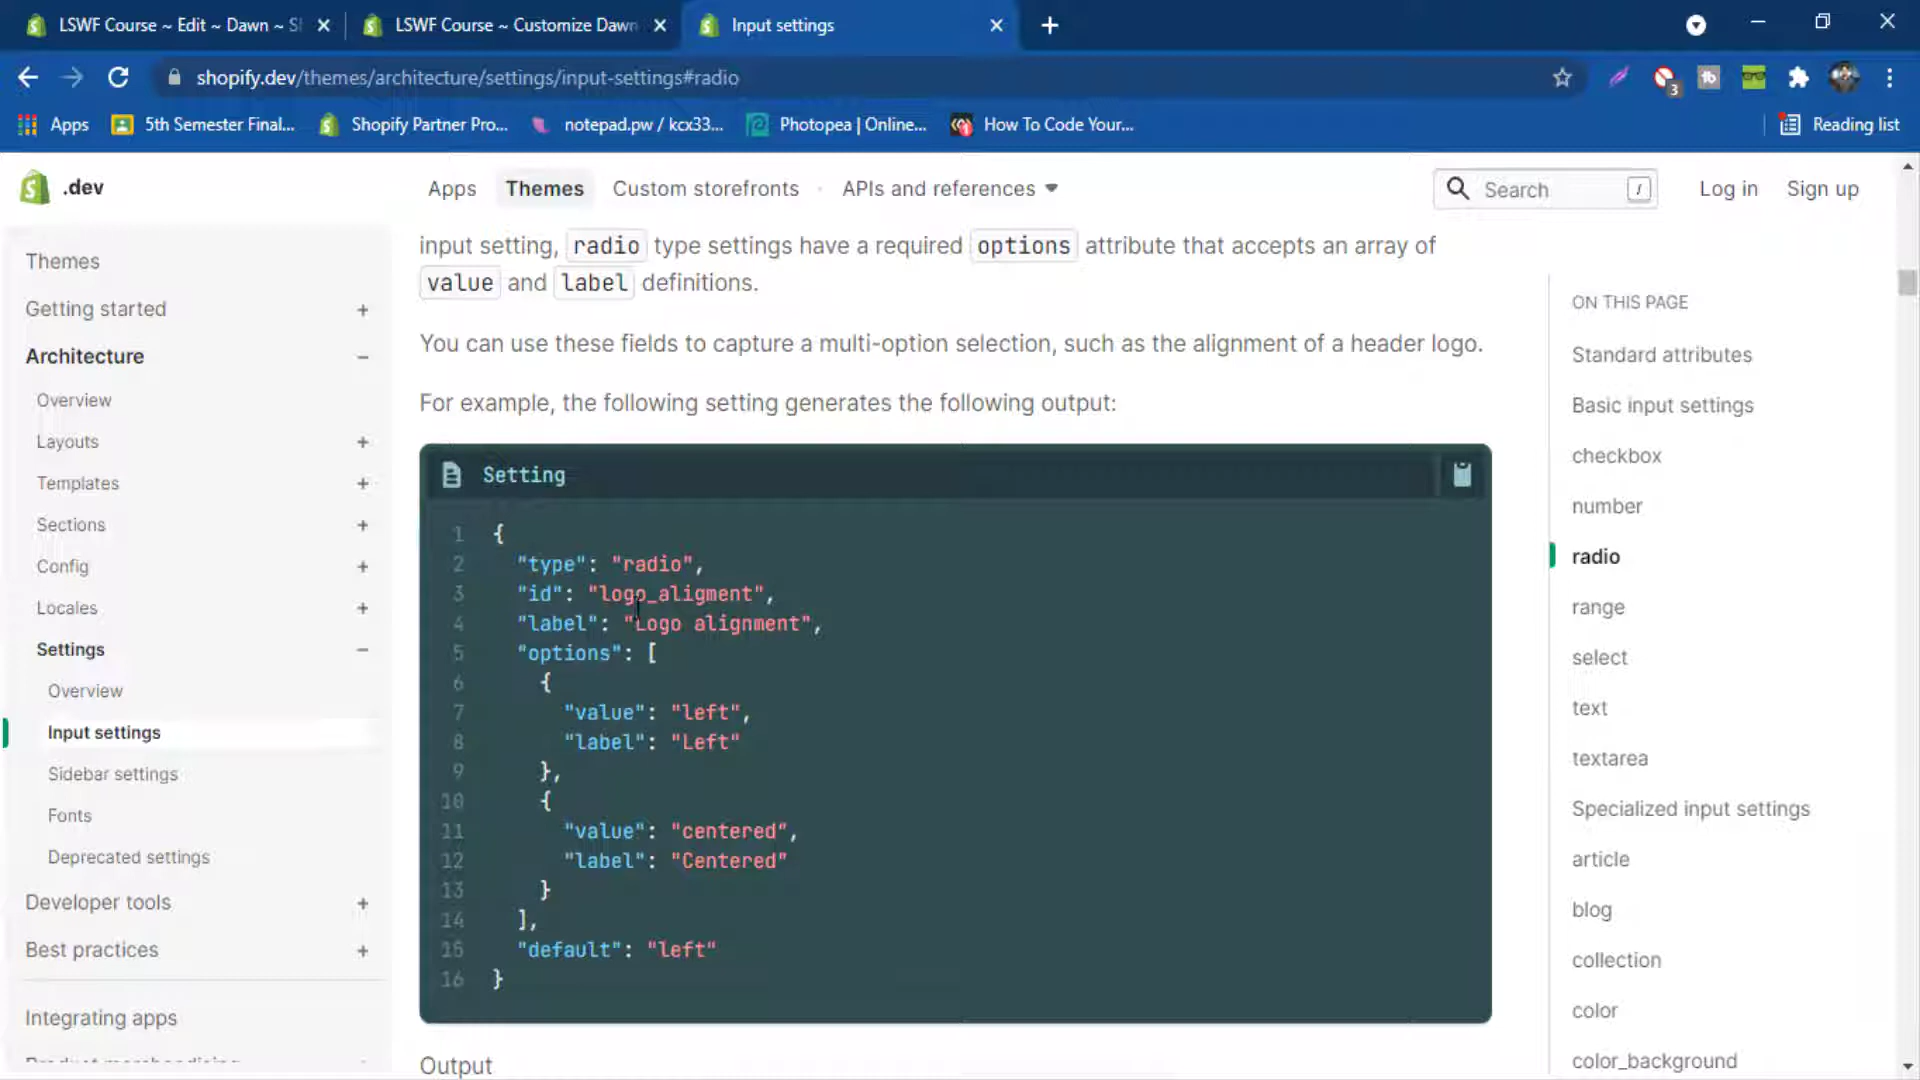 LSWF Course ~ Edit ~ Dawn ~ S
LSWF Course ~ Customize Dawn
Input settings
shopify.dev/themes/architecture/settings/input-settings#radio
3
Apps
5th Semester Final...
Shopify Partner Pro...
notepad.pw / kcx33...
Photopea | Online...
How To Code Your...
Reading list
.dev
Apps
Themes
Custom storefronts
APIs and references
Search
/
Log in
Sign up
Themes
Getting started +
Architecture −
Overview
Layouts +
Templates +
Sections +
Config +
Locales +
Settings −
Overview
Input settings
Sidebar settings
Fonts
Deprecated settings
Developer tools +
Best practices +
Integrating apps
Product merchandising
input setting, radio type settings have a required options attribute that accepts an array of
value and label definitions.
You can use these fields to capture a multi-option selection, such as the alignment of a header logo.
For example, the following setting generates the following output:
Setting
1 {
2 "type": "radio",
3 "id": "logo_aligment",
4 "label": "Logo alignment",
5 "options": [
6 {
7 "value": "left",
8 "label": "Left"
9 },
10 {
11 "value": "centered",
12 "label": "Centered"
13 }
14 ],
15 "default": "left"
16 }
Output
ON THIS PAGE
Standard attributes
Basic input settings
checkbox
number
radio
range
select
text
textarea
Specialized input settings
article
blog
collection
color
color_background